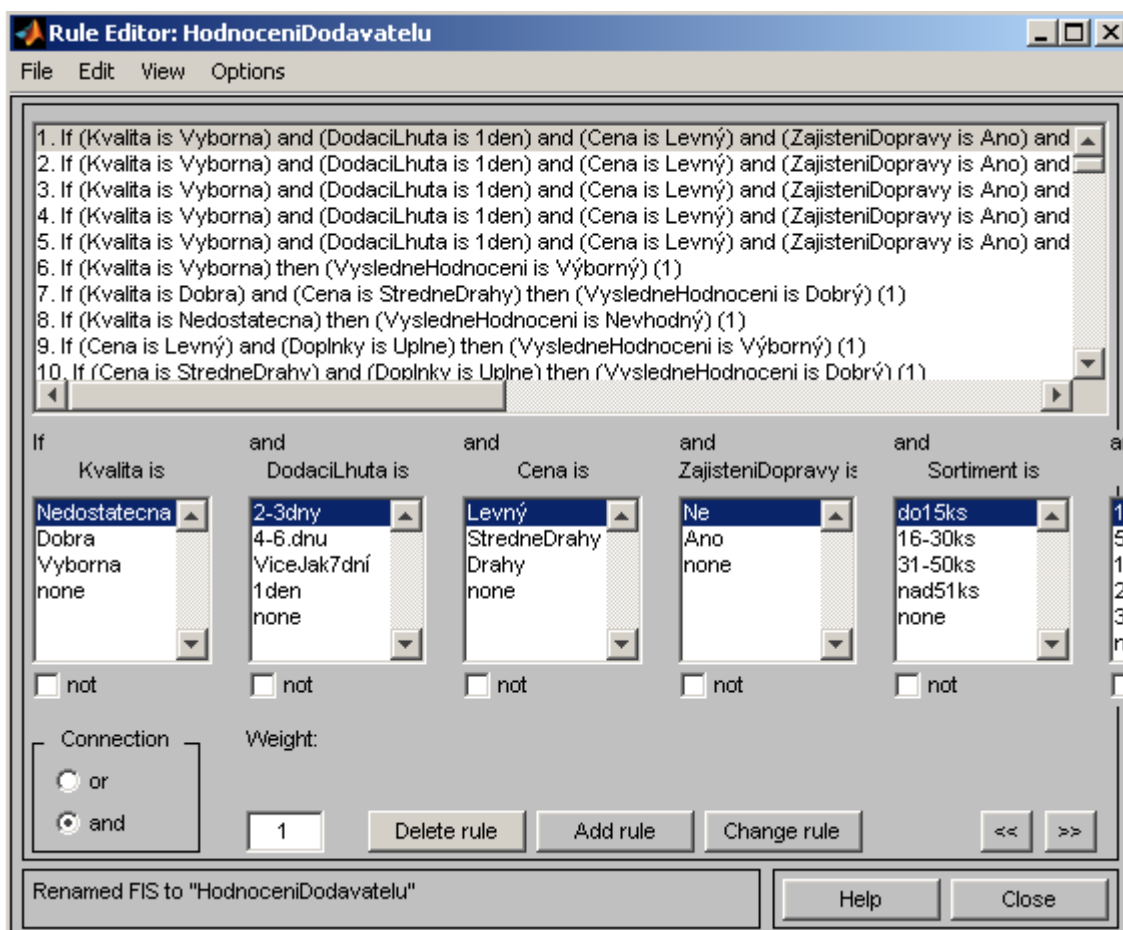 Rule Editor: HodnoceniDodavatelu
File Edit View Options
1. If (Kvalita is Vyborna) and (DodaciLhuta is 1den) and (Cena is Levný) and (ZajisteniDopravy is Ano) and
2. If (Kvalita is Vyborna) and (DodaciLhuta is 1den) and (Cena is Levný) and (ZajisteniDopravy is Ano) and
3. If (Kvalita is Vyborna) and (DodaciLhuta is 1den) and (Cena is Levný) and (ZajisteniDopravy is Ano) and
4. If (Kvalita is Vyborna) and (DodaciLhuta is 1den) and (Cena is Levný) and (ZajisteniDopravy is Ano) and
5. If (Kvalita is Vyborna) and (DodaciLhuta is 1den) and (Cena is Levný) and (ZajisteniDopravy is Ano) and
6. If (Kvalita is Vyborna) then (VysledneHodnoceni is Výborný) (1)
7. If (Kvalita is Dobra) and (Cena is StredneDrahy) then (VysledneHodnoceni is Dobrý) (1)
8. If (Kvalita is Nedostatecna) then (VysledneHodnoceni is Nevhodný) (1)
9. If (Cena is Levný) and (Doplnky is Uplne) then (VysledneHodnoceni is Výborný) (1)
10. If (Cena is StredneDrahy) and (Doplnky is Uplne) then (VysledneHodnoceni is Dobrý) (1)
If and and and and
Kvalita is DodaciLhuta is Cena is ZajisteniDopravy is Sortiment is
Nedostatecna 2-3dny Levný Ne do15ks
Dobra 4-6.dnu StredneDrahy Ano 16-30ks
Vyborna ViceJak7dní Drahy none 31-50ks
none 1den none nad51ks
none none
not not not not not
Connection Weight:
or
and 1 Delete rule Add rule Change rule << >>
Renamed FIS to "HodnoceniDodavatelu" Help Close